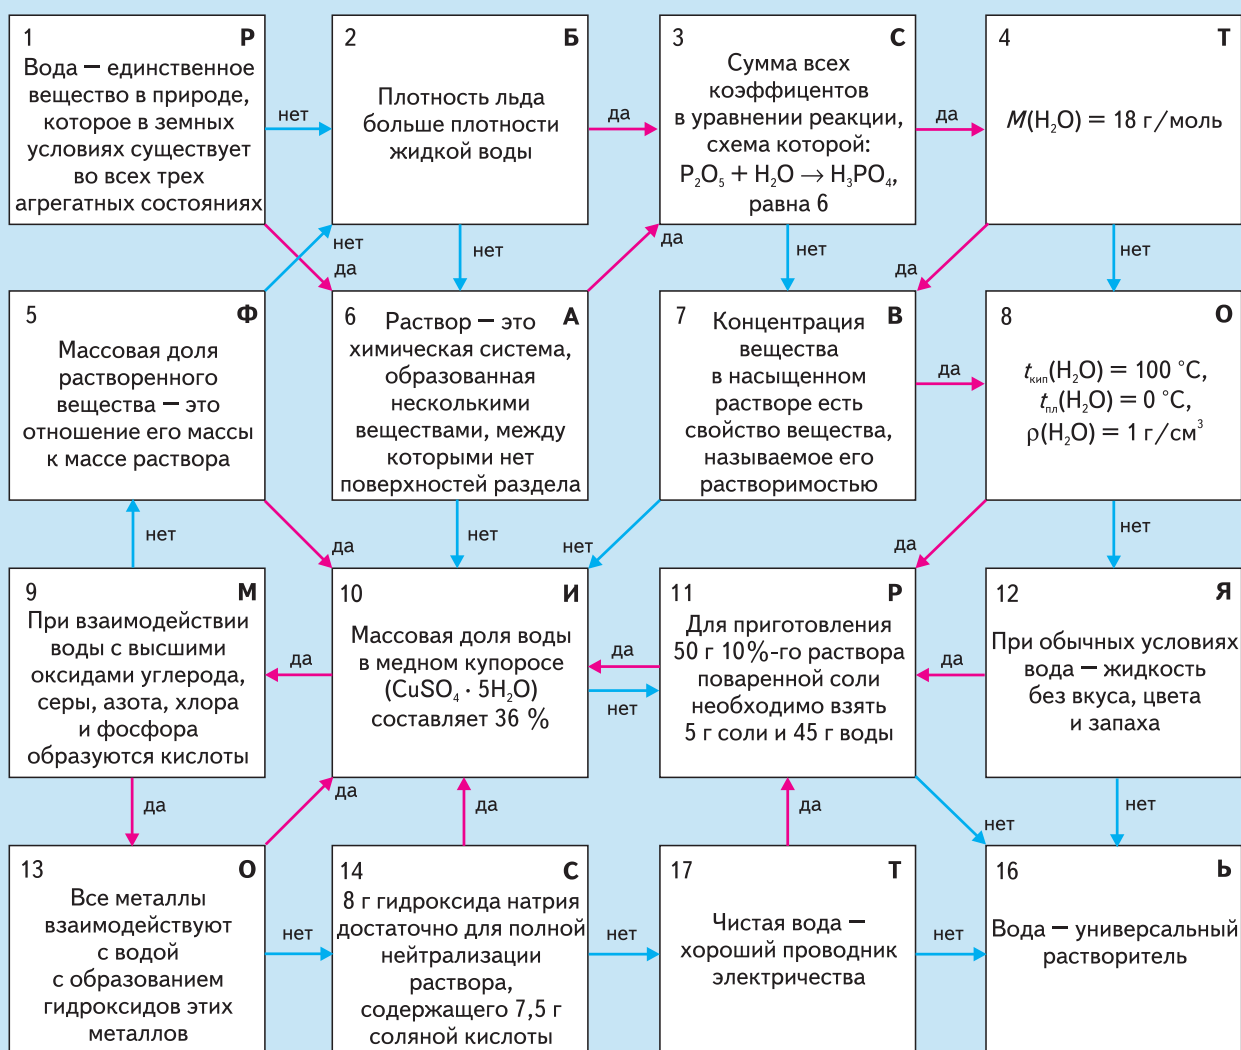 1 Р
Вода — единственное
вещество в природе,
которое в земных
условиях существует
во всех трех
агрегатных состояниях
нет
да
2 Б
Плотность льда
больше плотности
жидкой воды
да
нет
3 С
Сумма всех
коэффицентов
в уравнении реакции,
схема которой:
P₂O₅ + H₂O → H₃PO₄,
равна 6
да
нет
4 Т
M(H₂O) = 18 г/моль
да
нет
5 Ф
Массовая доля
растворенного
вещества — это
отношение его массы
к массе раствора
нет
да
6 А
Раствор — это
химическая система,
образованная
несколькими
веществами, между
которыми нет
поверхностей раздела
да
нет
7 В
Концентрация
вещества
в насыщенном
растворе есть
свойство вещества,
называемое его
растворимостью
да
нет
8 О
tкип(H₂O) = 100 °С,
tпл(H₂O) = 0 °С,
ρ(H₂O) = 1 г/см³
да
нет
9 М
При взаимодействии
воды с высшими
оксидами углерода,
серы, азота, хлора
и фосфора
образуются кислоты
нет
да
10 И
Массовая доля воды
в медном купоросе
(CuSO₄ · 5H₂O)
составляет 36 %
да
нет
11 Р
Для приготовления
50 г 10%-го раствора
поваренной соли
необходимо взять
5 г соли и 45 г воды
да
нет
12 Я
При обычных условиях
вода — жидкость
без вкуса, цвета
и запаха
да
нет
13 О
Все металлы
взаимодействуют
с водой
с образованием
гидроксидов этих
металлов
да
нет
14 С
8 г гидроксида натрия
достаточно для полной
нейтрализации
раствора,
содержащего 7,5 г
соляной кислоты
да
нет
17 Т
Чистая вода —
хороший проводник
электричества
да
нет
16 Ь
Вода — универсальный
растворитель